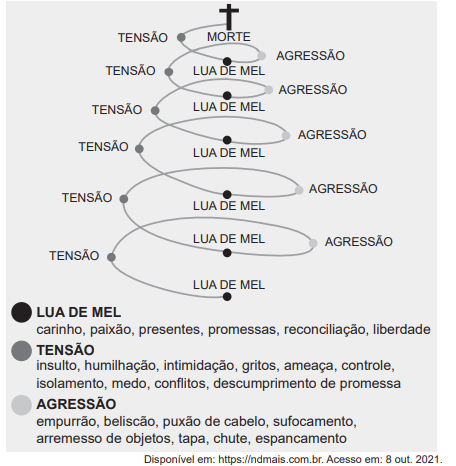 TENSÃO
MORTE
AGRESSÃO
TENSÃO
LUA DE MEL
AGRESSÃO
TENSÃO
LUA DE MEL
AGRESSÃO
TENSÃO
LUA DE MEL
AGRESSÃO
TENSÃO
LUA DE MEL
AGRESSÃO
TENSÃO
LUA DE MEL
LUA DE MEL
LUA DE MEL
carinho, paixão, presentes, promessas, reconciliação, liberdade
TENSÃO
insulto, humilhação, intimidação, gritos, ameaça, controle,
isolamento, medo, conflitos, descumprimento de promessa
AGRESSÃO
empurrão, beliscão, puxão de cabelo, sufocamento,
arremesso de objetos, tapa, chute, espancamento
Disponível em: https://ndmais.com.br. Acesso em: 8 out. 2021.